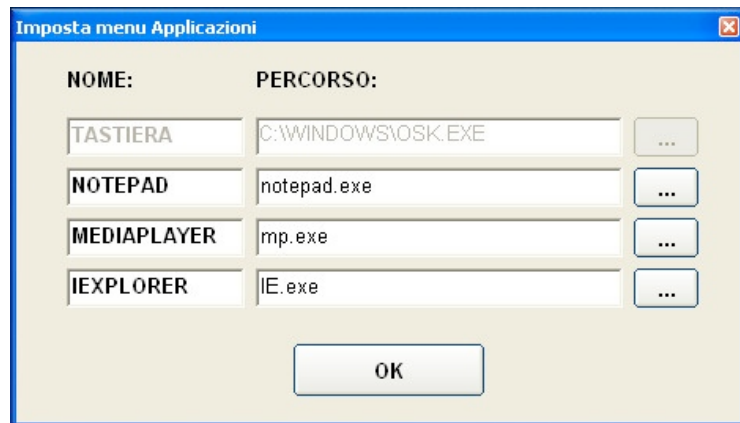 Imposta menu Applicazioni
NOME: PERCORSO:
TASTIERA C:\WINDOWS\OSK.EXE ...
NOTEPAD notepad.exe ...
MEDIAPLAYER mp.exe ...
IEXPLORER IE.exe ...
OK